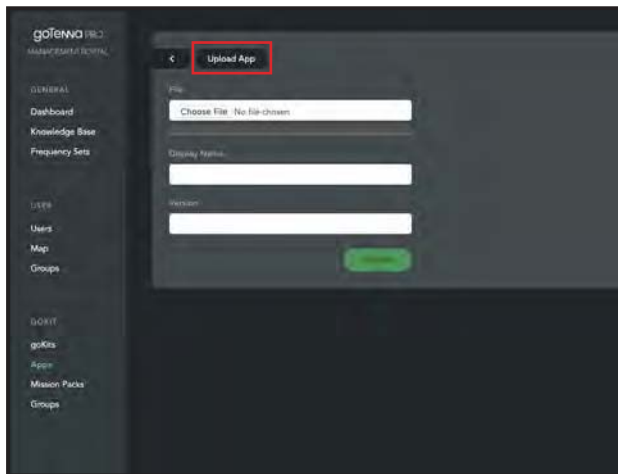 goTenna PRO
MANAGEMENT PORTAL
GENERAL
Dashboard
Knowledge Base
Frequency Sets
USER
Users
Map
Groups
GOKIT
goKits
Apps
Mission Packs
Groups
<
Upload App
File
Choose File No file chosen
Display Name
Version